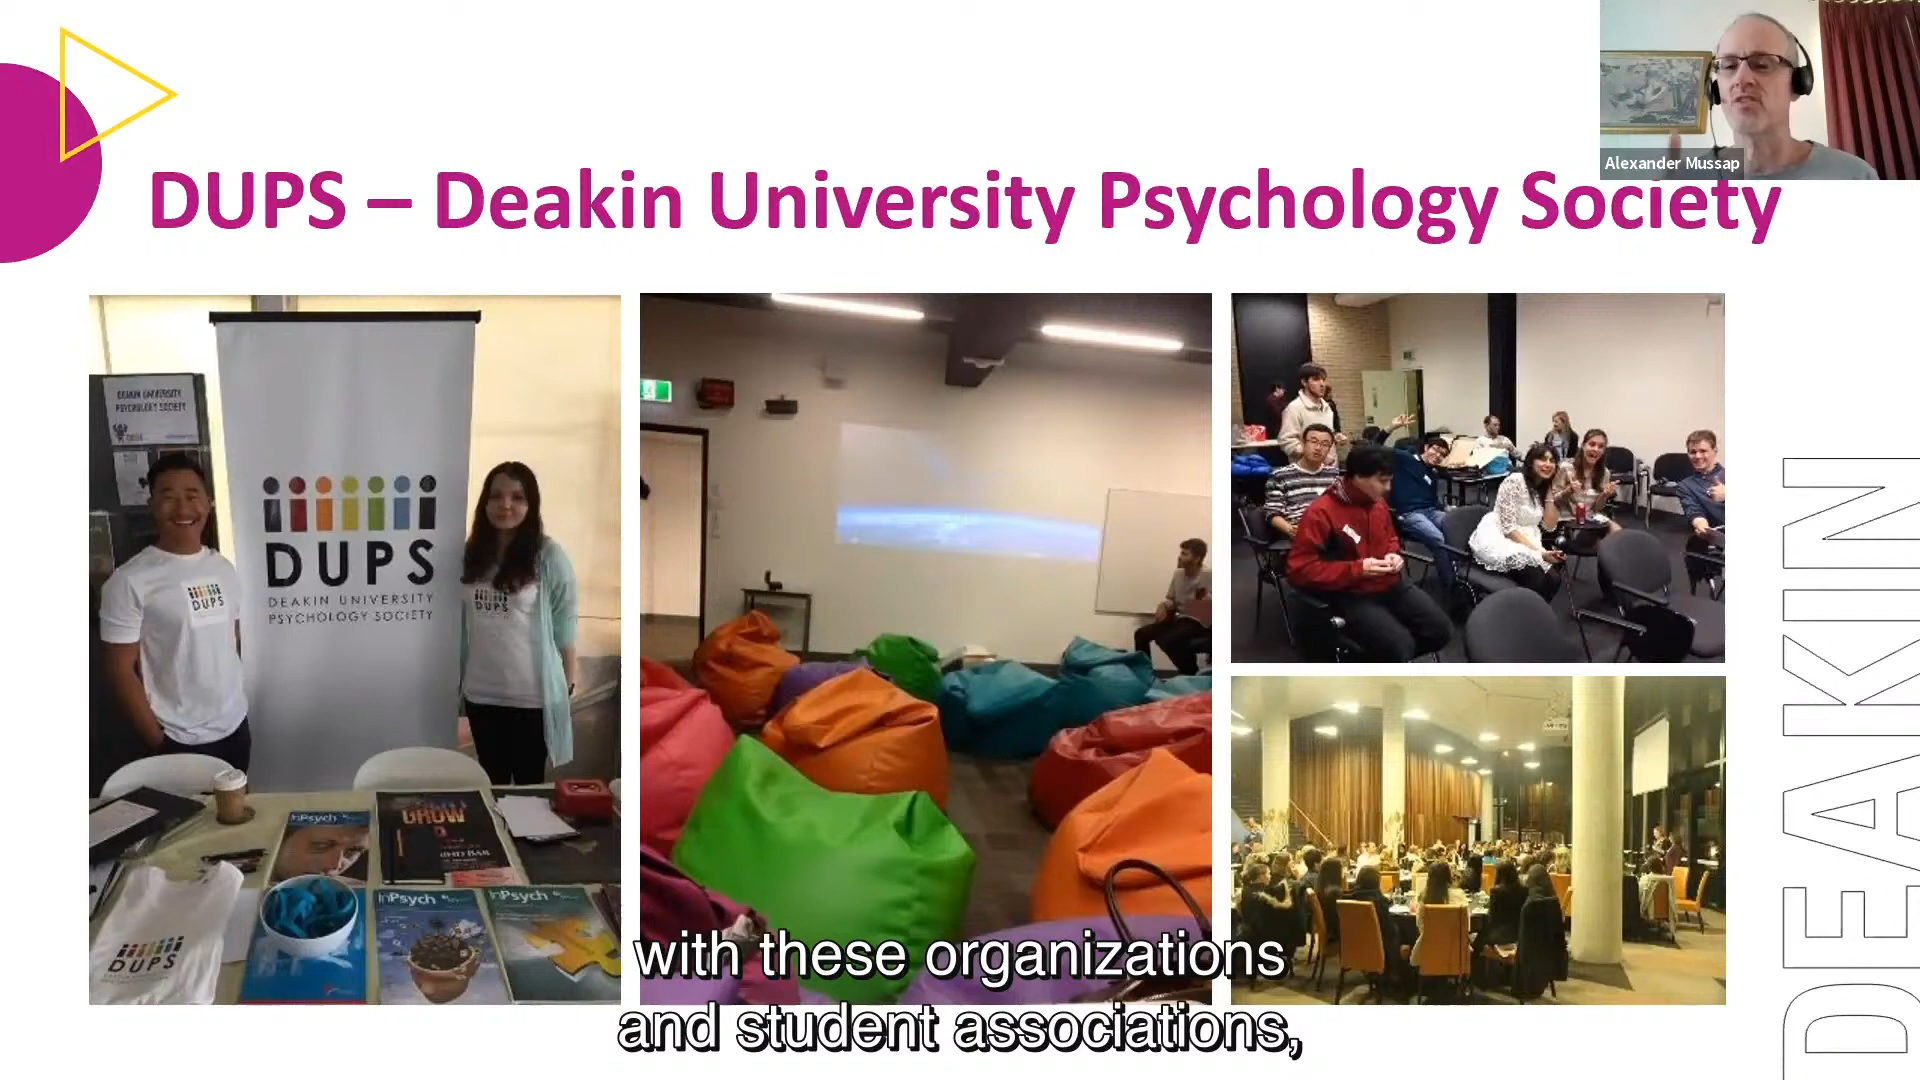 Alexander Mussap
DUPS – Deakin University Psychology Society
DEAKIN UNIVERSITY
PSYCHOLOGY SOCIETY
DUPS
DEAKIN UNIVERSITY
PSYCHOLOGY SOCIETY
DUPS
DUPS
InPsych
GROW
InPsych
InPsych
DUPS
with these organizations
and student associations,
DEAKIN